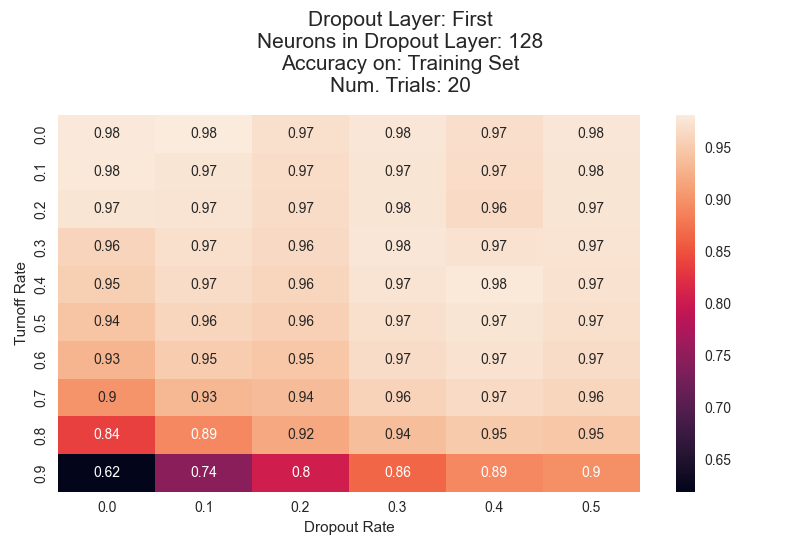 Dropout Layer: First
Neurons in Dropout Layer: 128
Accuracy on: Training Set
Num. Trials: 20
Turnoff Rate
0.0 0.98 0.98 0.97 0.98 0.97 0.98
0.1 0.98 0.97 0.97 0.97 0.97 0.98
0.2 0.97 0.97 0.97 0.98 0.96 0.97
0.3 0.96 0.97 0.96 0.98 0.97 0.97
0.4 0.95 0.97 0.96 0.97 0.98 0.97
0.5 0.94 0.96 0.96 0.97 0.97 0.97
0.6 0.93 0.95 0.95 0.97 0.97 0.97
0.7 0.9 0.93 0.94 0.96 0.97 0.96
0.8 0.84 0.89 0.92 0.94 0.95 0.95
0.9 0.62 0.74 0.8 0.86 0.89 0.9
0.0 0.1 0.2 0.3 0.4 0.5
Dropout Rate
0.95
0.90
0.85
0.80
0.75
0.70
0.65